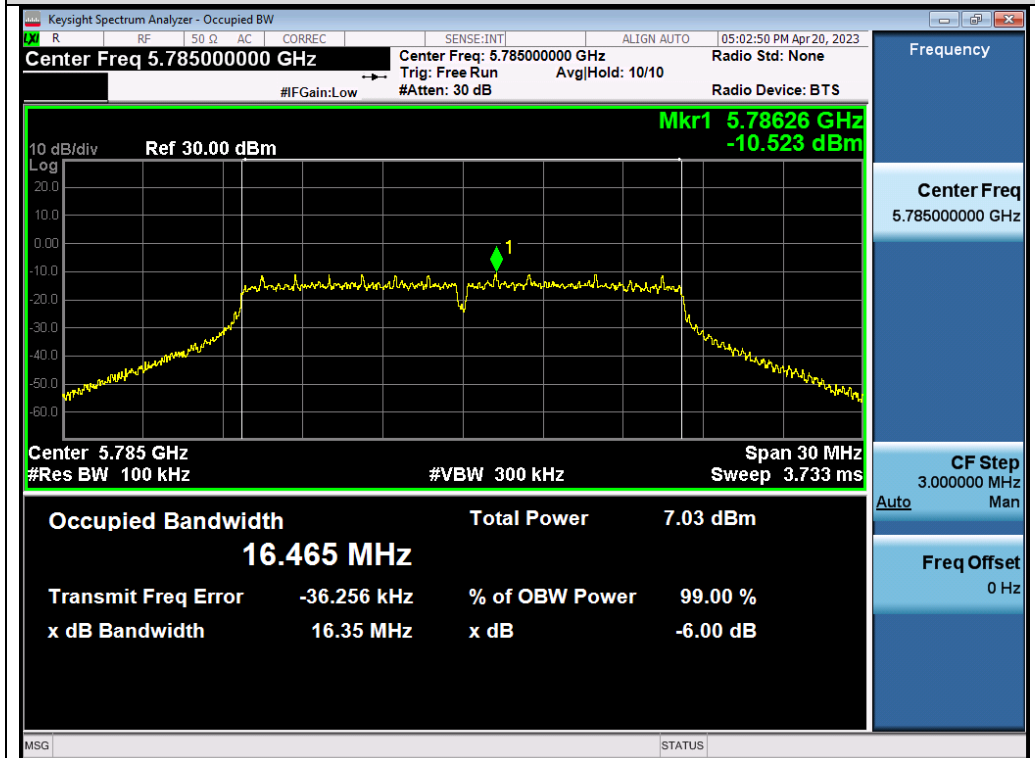 Keysight Spectrum Analyzer - Occupied BW
LXI R RF 50 Ω AC CORREC SENSE:INT ALIGN AUTO 05:02:50 PM Apr 20, 2023
Center Freq 5.785000000 GHz
Center Freq: 5.785000000 GHz Radio Std: None
Trig: Free Run Avg|Hold: 10/10
#IFGain:Low #Atten: 30 dB Radio Device: BTS
Mkr1 5.78626 GHz
-10.523 dBm
10 dB/div Ref 30.00 dBm
Log
20.0
10.0
0.00
1
-10.0
-20.0
-30.0
-40.0
-50.0
-60.0
Center 5.785 GHz Span 30 MHz
#Res BW 100 kHz #VBW 300 kHz Sweep 3.733 ms
Occupied Bandwidth Total Power 7.03 dBm
16.465 MHz
Transmit Freq Error -36.256 kHz % of OBW Power 99.00 %
x dB Bandwidth 16.35 MHz x dB -6.00 dB
Frequency
Center Freq
5.785000000 GHz
CF Step
3.000000 MHz
Auto Man
Freq Offset
0 Hz
MSG STATUS